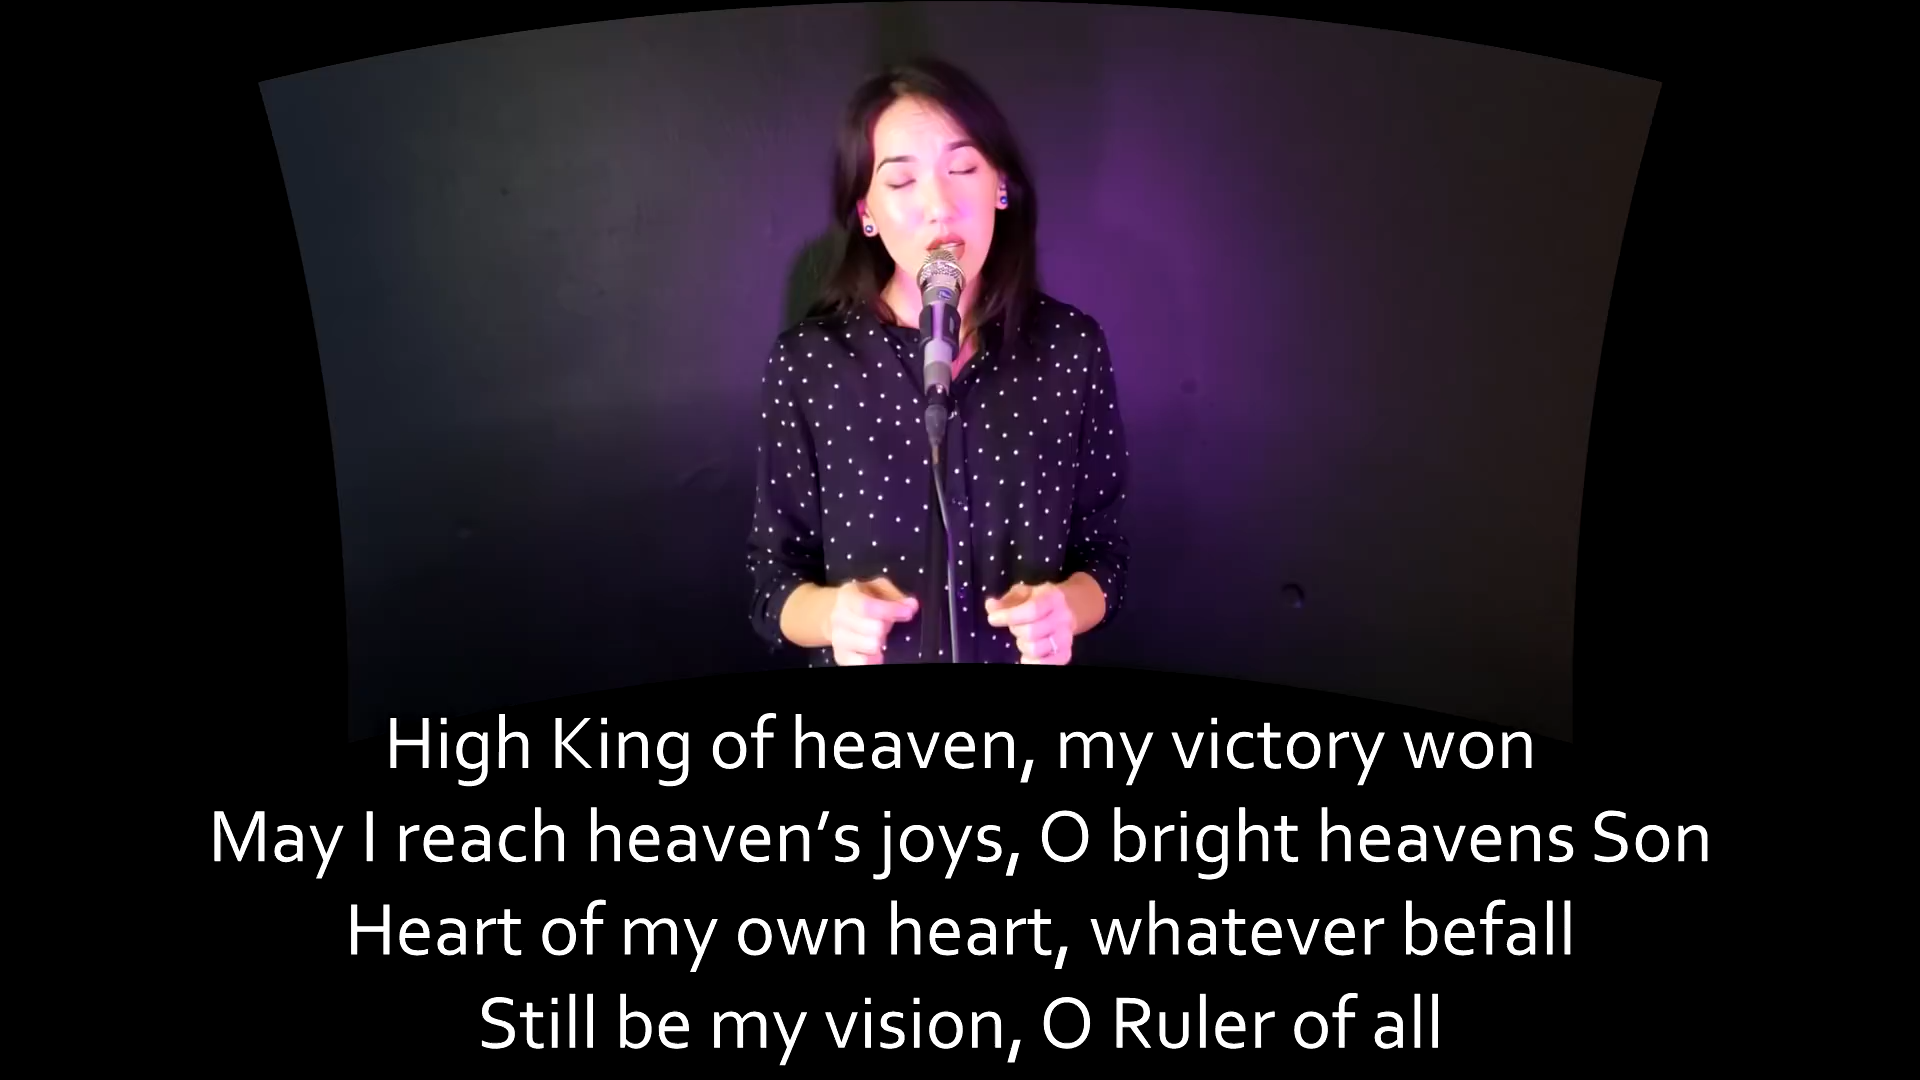 High King of heaven, my victory won
May I reach heaven’s joys, O bright heavens Son
Heart of my own heart, whatever befall
Still be my vision, O Ruler of all